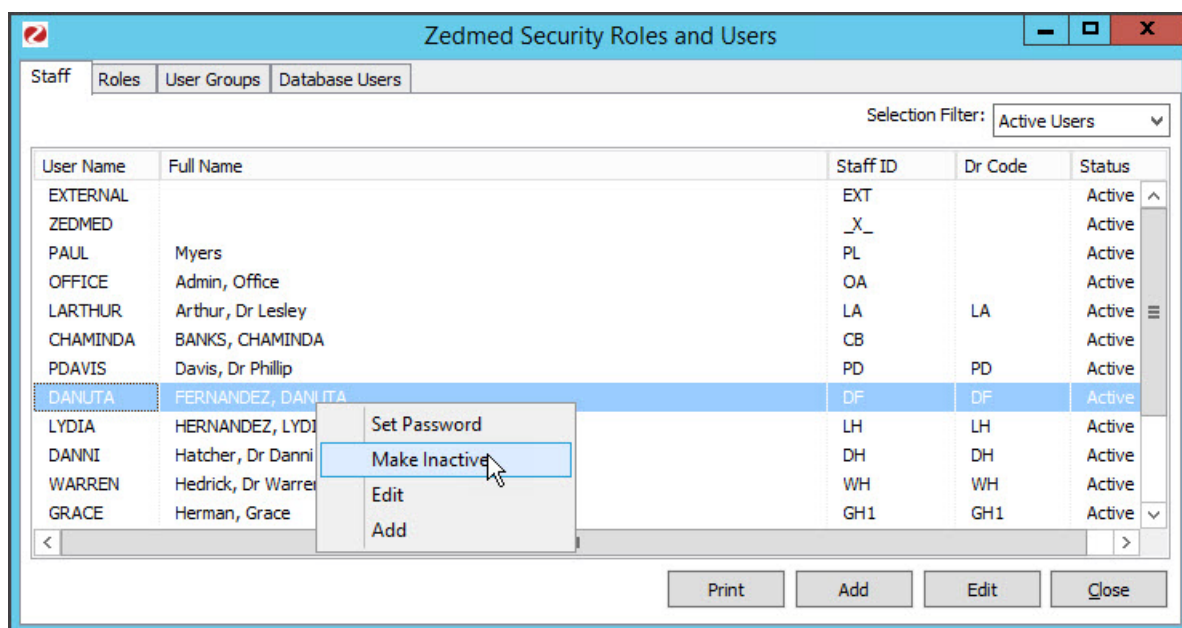 Zedmed Security Roles and Users
Staff Roles User Groups Database Users
Selection Filter: Active Users
User Name Full Name Staff ID Dr Code Status
EXTERNAL EXT Active
ZEDMED _X_ Active
PAUL Myers PL Active
OFFICE Admin, Office OA Active
LARTHUR Arthur, Dr Lesley LA LA Active
CHAMINDA BANKS, CHAMINDA CB Active
PDAVIS Davis, Dr Phillip PD PD Active
DANUTA FERNANDEZ, DANUTA DF DF Active
LYDIA HERNANDEZ, LYDI LH LH Active
DANNI Hatcher, Dr Danni DH DH Active
WARREN Hedrick, Dr Warren WH WH Active
GRACE Herman, Grace GH1 GH1 Active
Set Password
Make Inactive
Edit
Add
Print Add Edit Close